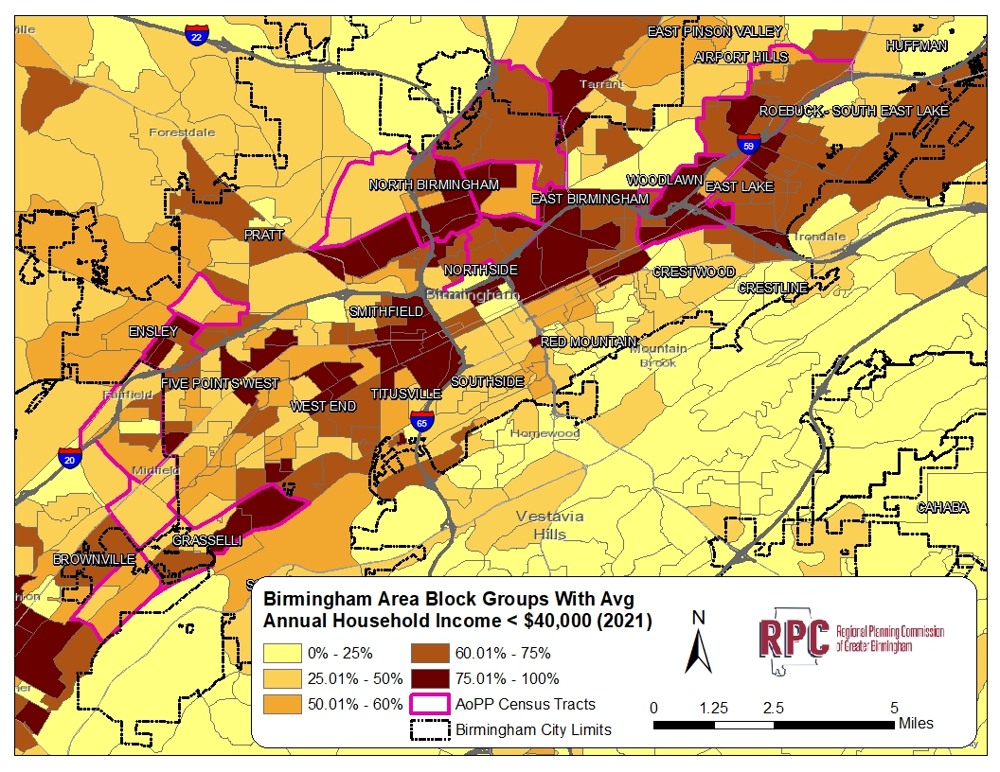 ville
22
EAST PINSON VALLEY
HUFFMAN
AIRPORT HILLS
Tarrant
ROEBUCK - SOUTH EAST LAKE
Forestdale
59
NORTH BIRMINGHAM
WOODLAWN
EAST LAKE
EAST BIRMINGHAM
PRATT
Irondale
NORTHSIDE
CRESTWOOD
CRESTLINE
Birmingham
SMITHFIELD
ENSLEY
RED MOUNTAIN
Mountain
Brook
FIVE POINTS WEST
Fairfield
SOUTHSIDE
TITUSVILLE
WEST END
65
Homewood
20
Midfield
CAHABA
Vestavia
Hills
GRASSELLI
BROWNVILLE
S
Birmingham Area Block Groups With Avg
Annual Household Income < $40,000 (2021)
0% - 25%
25.01% - 50%
50.01% - 60%
60.01% - 75%
75.01% - 100%
AoPP Census Tracts
Birmingham City Limits
N
RPC
Regional Planning Commission
of Greater Birmingham
0 1.25 2.5 5
Miles